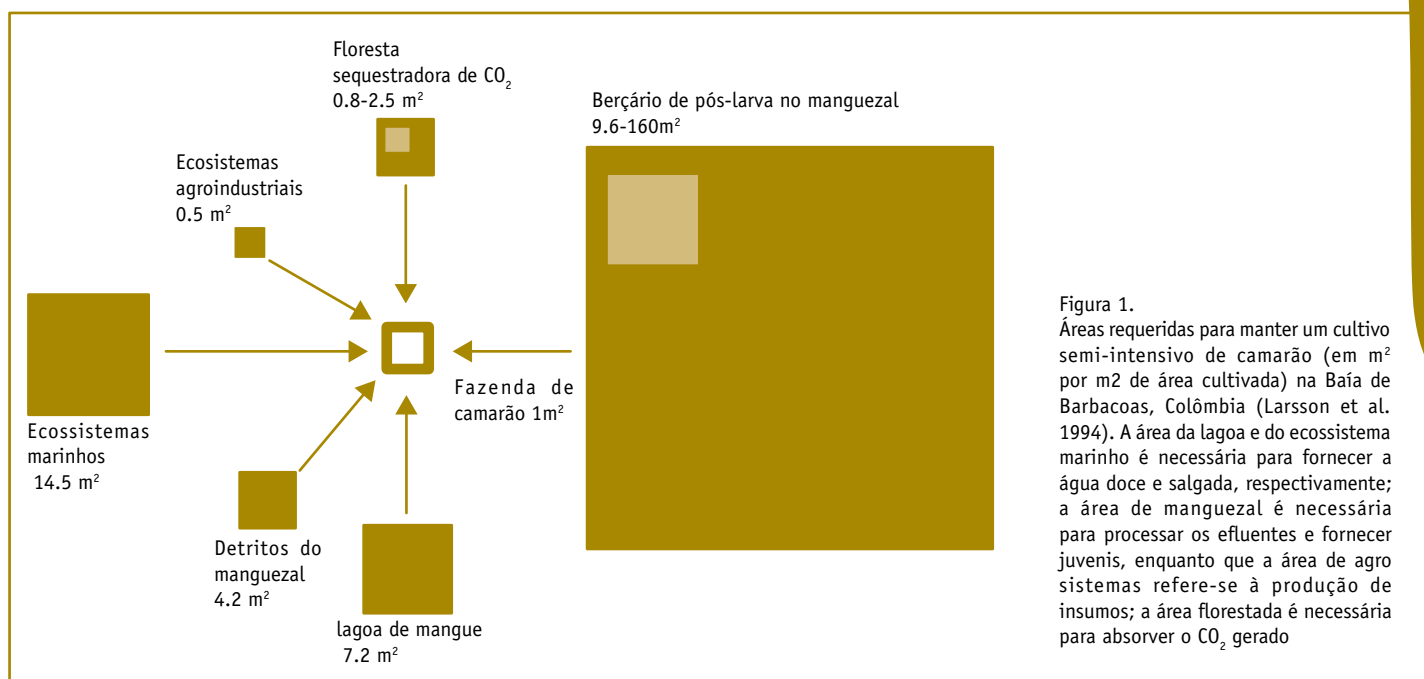 Floresta
sequestradora de CO₂
0.8-2.5 m²
Berçário de pós-larva no manguezal
9.6-160m²
Ecosistemas
agroindustriais
0.5 m²
Ecossistemas
marinhos
14.5 m²
Fazenda de
camarão 1m²
Detritos do
manguezal
4.2 m²
lagoa de mangue
7.2 m²
Figura 1.
Áreas requeridas para manter um cultivo
semi-intensivo de camarão (em m²
por m2 de área cultivada) na Baía de
Barbacoas, Colômbia (Larsson et al.
1994). A área da lagoa e do ecossistema
marinho é necessária para fornecer a
água doce e salgada, respectivamente;
a área de manguezal é necessária
para processar os efluentes e fornecer
juvenis, enquanto que a área de agro
sistemas refere-se à produção de
insumos; a área florestada é necessária
para absorver o CO₂ gerado